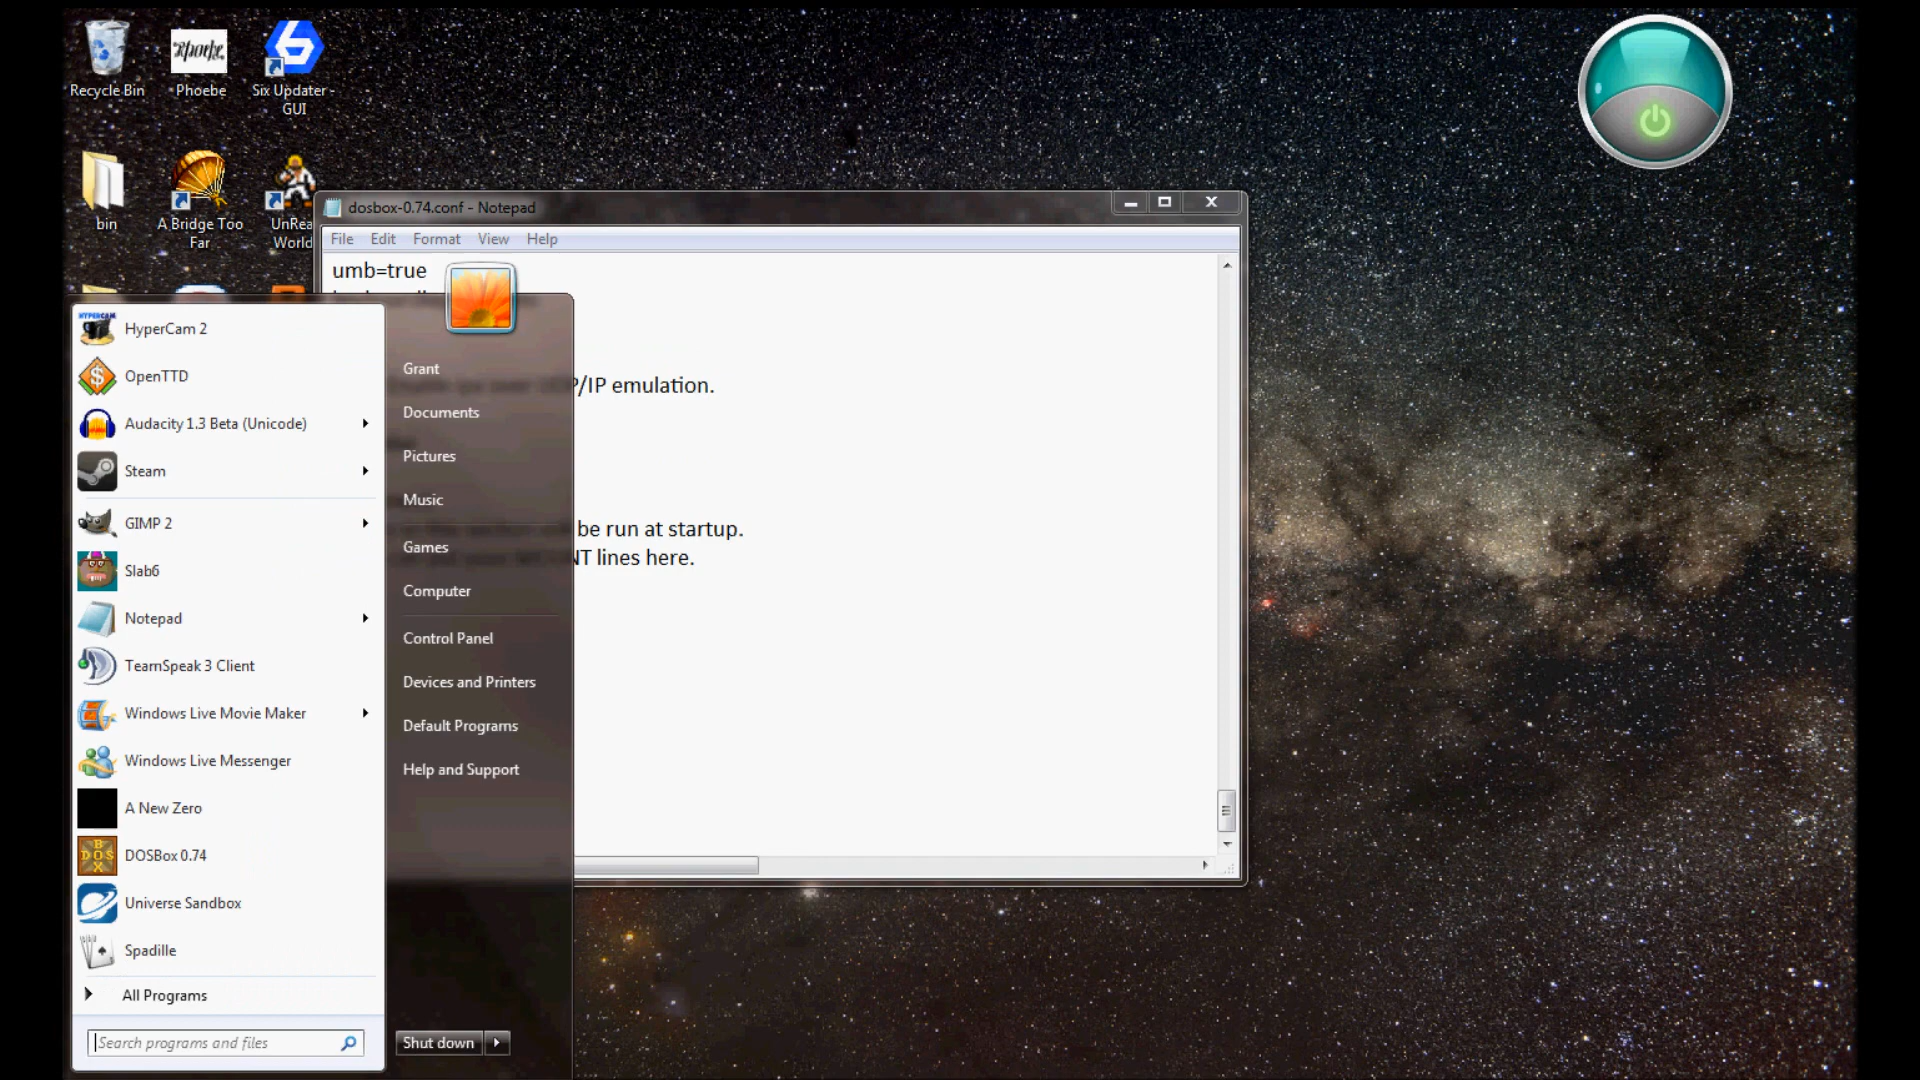 Recycle Bin
Phoebe
Phoebe
Six Updater -
GUI
bin
A Bridge Too
Far
UnRea
World
dosbox-0.74.conf - Notepad
File Edit Format View Help
umb=true
P/IP emulation.
be run at startup.
NT lines here.
HYPERCAM
HyperCam 2
OpenTTD
Audacity 1.3 Beta (Unicode)
Steam
GIMP 2
Slab6
Notepad
TeamSpeak 3 Client
Windows Live Movie Maker
Windows Live Messenger
A New Zero
DOSBox 0.74
Universe Sandbox
Spadille
All Programs
Search programs and files
Grant
Documents
Pictures
Music
Games
Computer
Control Panel
Devices and Printers
Default Programs
Help and Support
Shut down